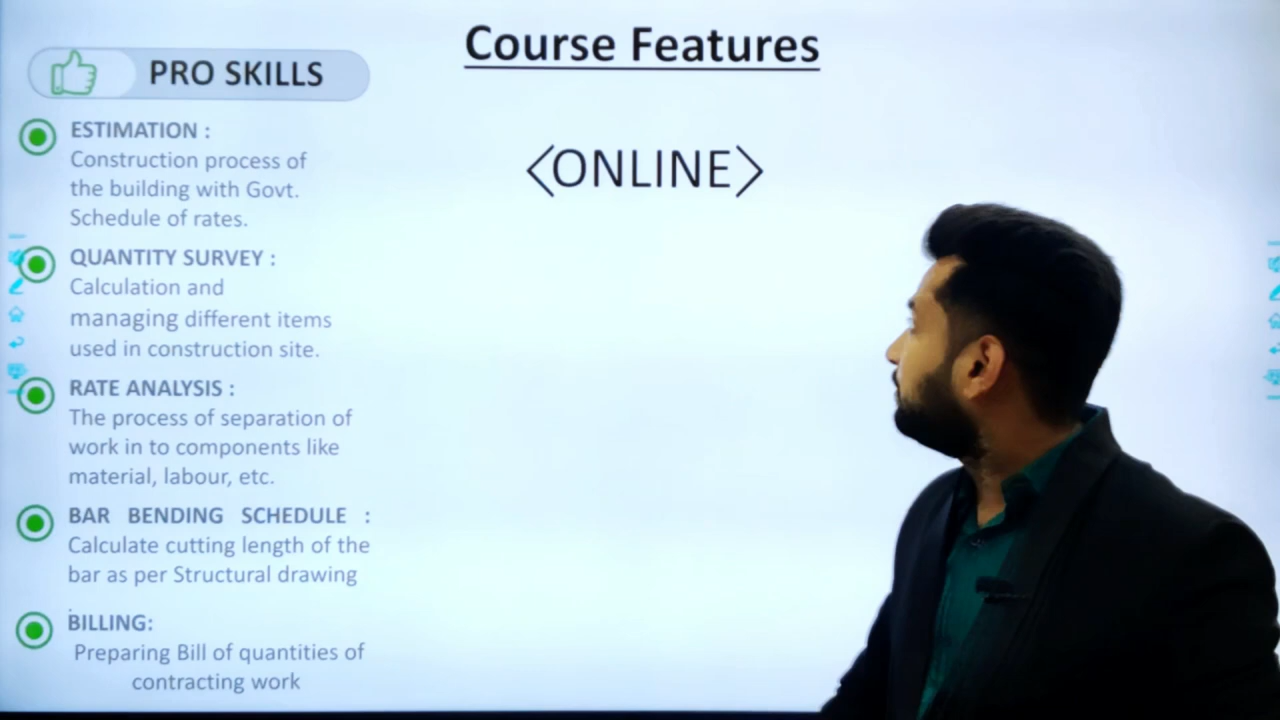 Course Features
PRO SKILLS
<ONLINE>
ESTIMATION :
Construction process of
the building with Govt.
Schedule of rates.
QUANTITY SURVEY :
Calculation and
managing different items
used in construction site.
RATE ANALYSIS :
The process of separation of
work in to components like
material, labour, etc.
BAR BENDING SCHEDULE :
Calculate cutting length of the
bar as per Structural drawing
.
BILLING:
Preparing Bill of quantities of
contracting work